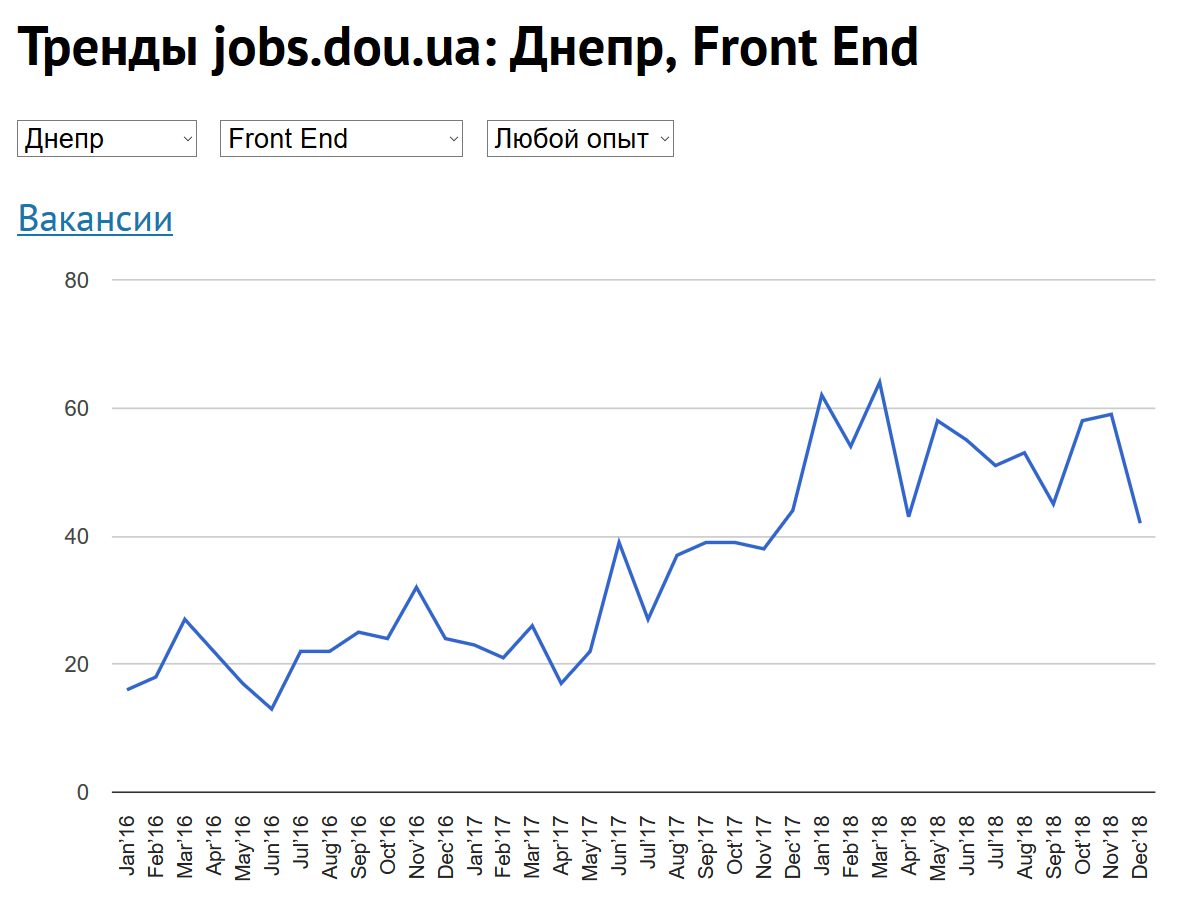 Тренды jobs.dou.ua: Днепр, Front End
Днепр Front End Любой опыт
Вакансии
80
60
40
20
0
Jan’16 Feb’16 Mar’16 Apr’16 May’16 Jun’16 Jul’16 Aug’16 Sep’16 Oct’16 Nov’16 Dec’16 Jan’17 Feb’17 Mar’17 Apr’17 May’17 Jun’17 Jul’17 Aug’17 Sep’17 Oct’17 Nov’17 Dec’17 Jan’18 Feb’18 Mar’18 Apr’18 May’18 Jun’18 Jul’18 Aug’18 Sep’18 Oct’18 Nov’18 Dec’18